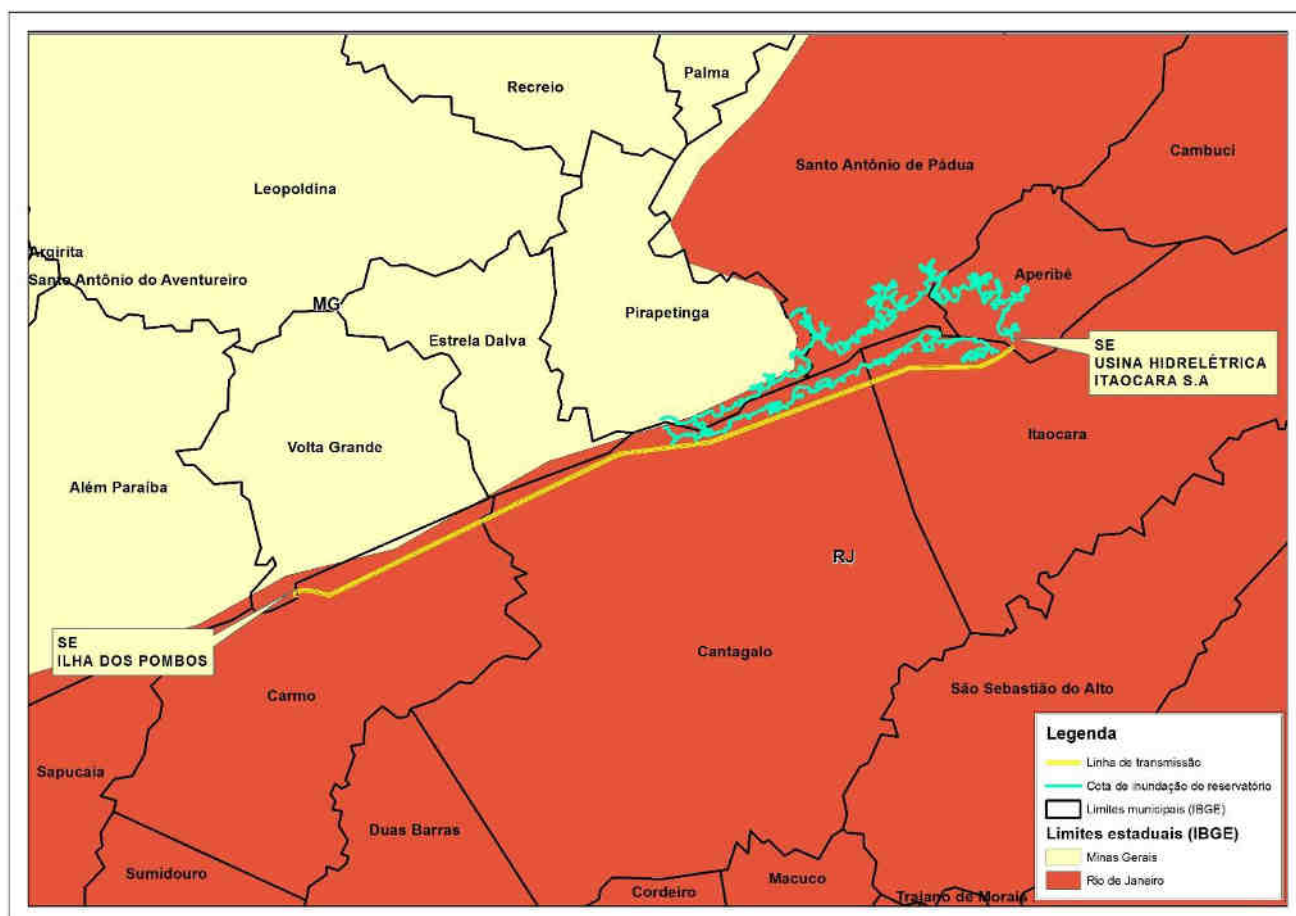 Palma
Recreio
Santo Antônio de Pádua
Cambuci
Leopoldina
Argirita
Santo Antônio do Aventureiro
Aperibé
MG
Pirapetinga
Estrela Dalva
SE
USINA HIDRELÉTRICA
ITAOCARA S.A
Itaocara
Volta Grande
Além Paraíba
RJ
SE
ILHA DOS POMBOS
Cantagalo
Carmo
São Sebastião do Alto
Sapucaia
Duas Barras
Sumidouro
Cordeiro
Macuco
Trajano de Morais
Legenda
Linha de transmissão
Cota de inundação do reservatório
Limites municipais (IBGE)
Limites estaduais (IBGE)
Minas Gerais
Rio de Janeiro